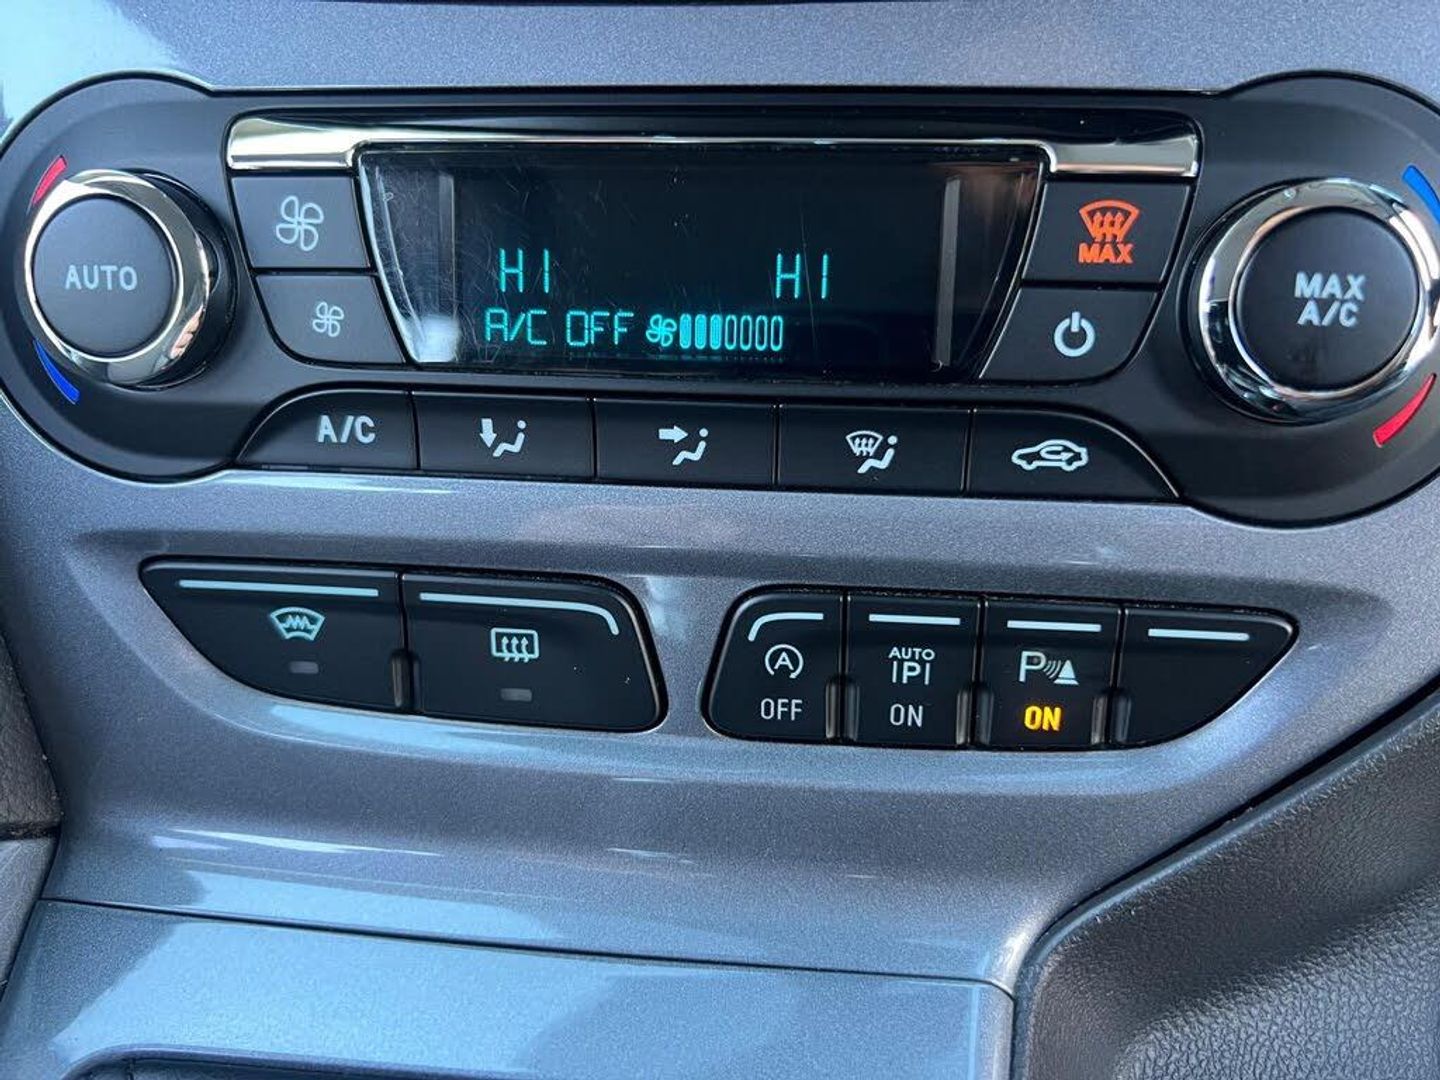 AUTO
HI HI
A/C OFF
MAX
MAX
A/C
A/C
A
OFF
AUTO
P
ON
P
ON